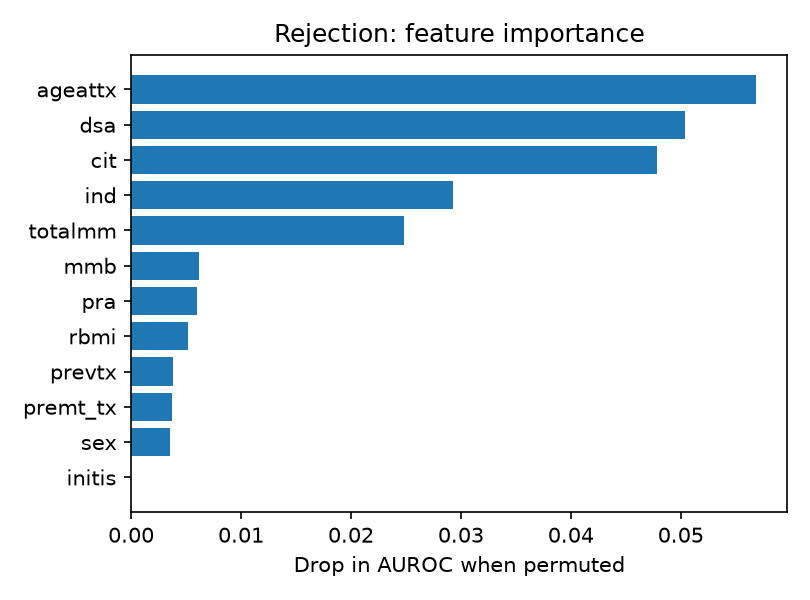 Rejection: feature importance
ageattx
dsa
cit
ind
totalmm
mmb
pra
rbmi
prevtx
premt_tx
sex
initis
0.00 0.01 0.02 0.03 0.04 0.05
Drop in AUROC when permuted